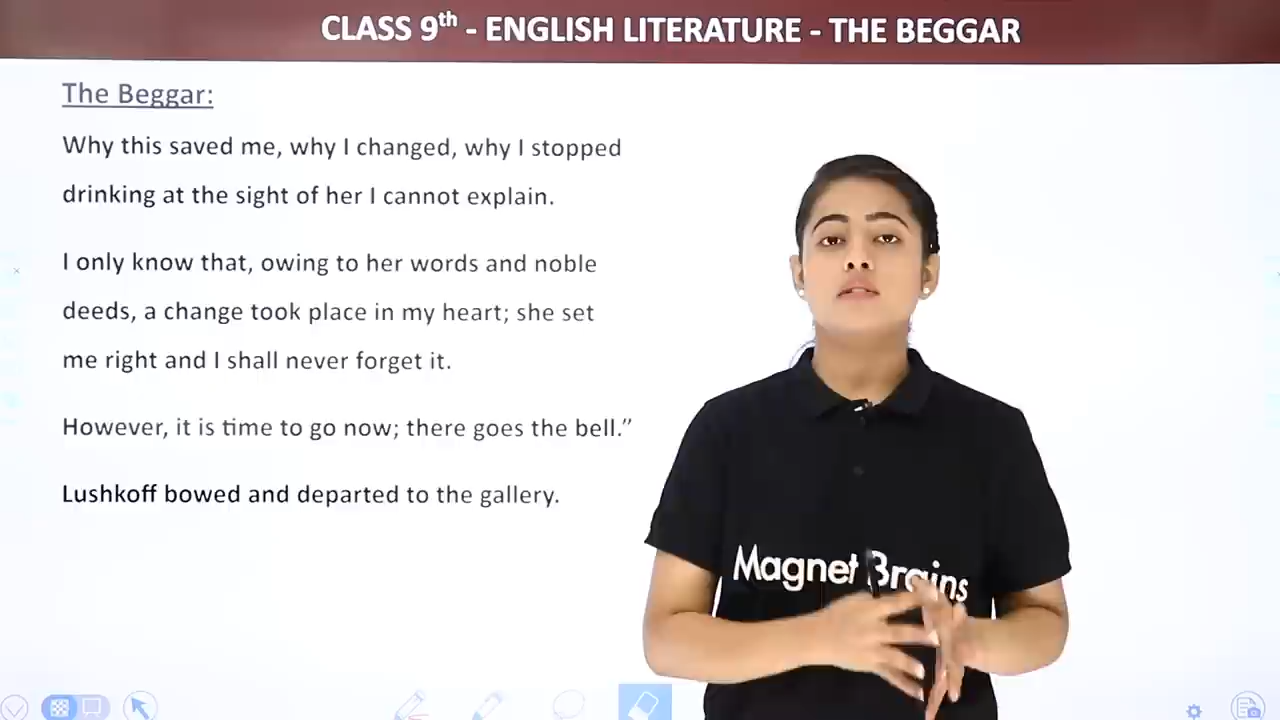 CLASS 9th - ENGLISH LITERATURE - THE BEGGAR
The Beggar:
Why this saved me, why I changed, why I stopped
drinking at the sight of her I cannot explain.
I only know that, owing to her words and noble
deeds, a change took place in my heart; she set
me right and I shall never forget it.
However, it is time to go now; there goes the bell.”
Lushkoff bowed and departed to the gallery.
Magnet Brains